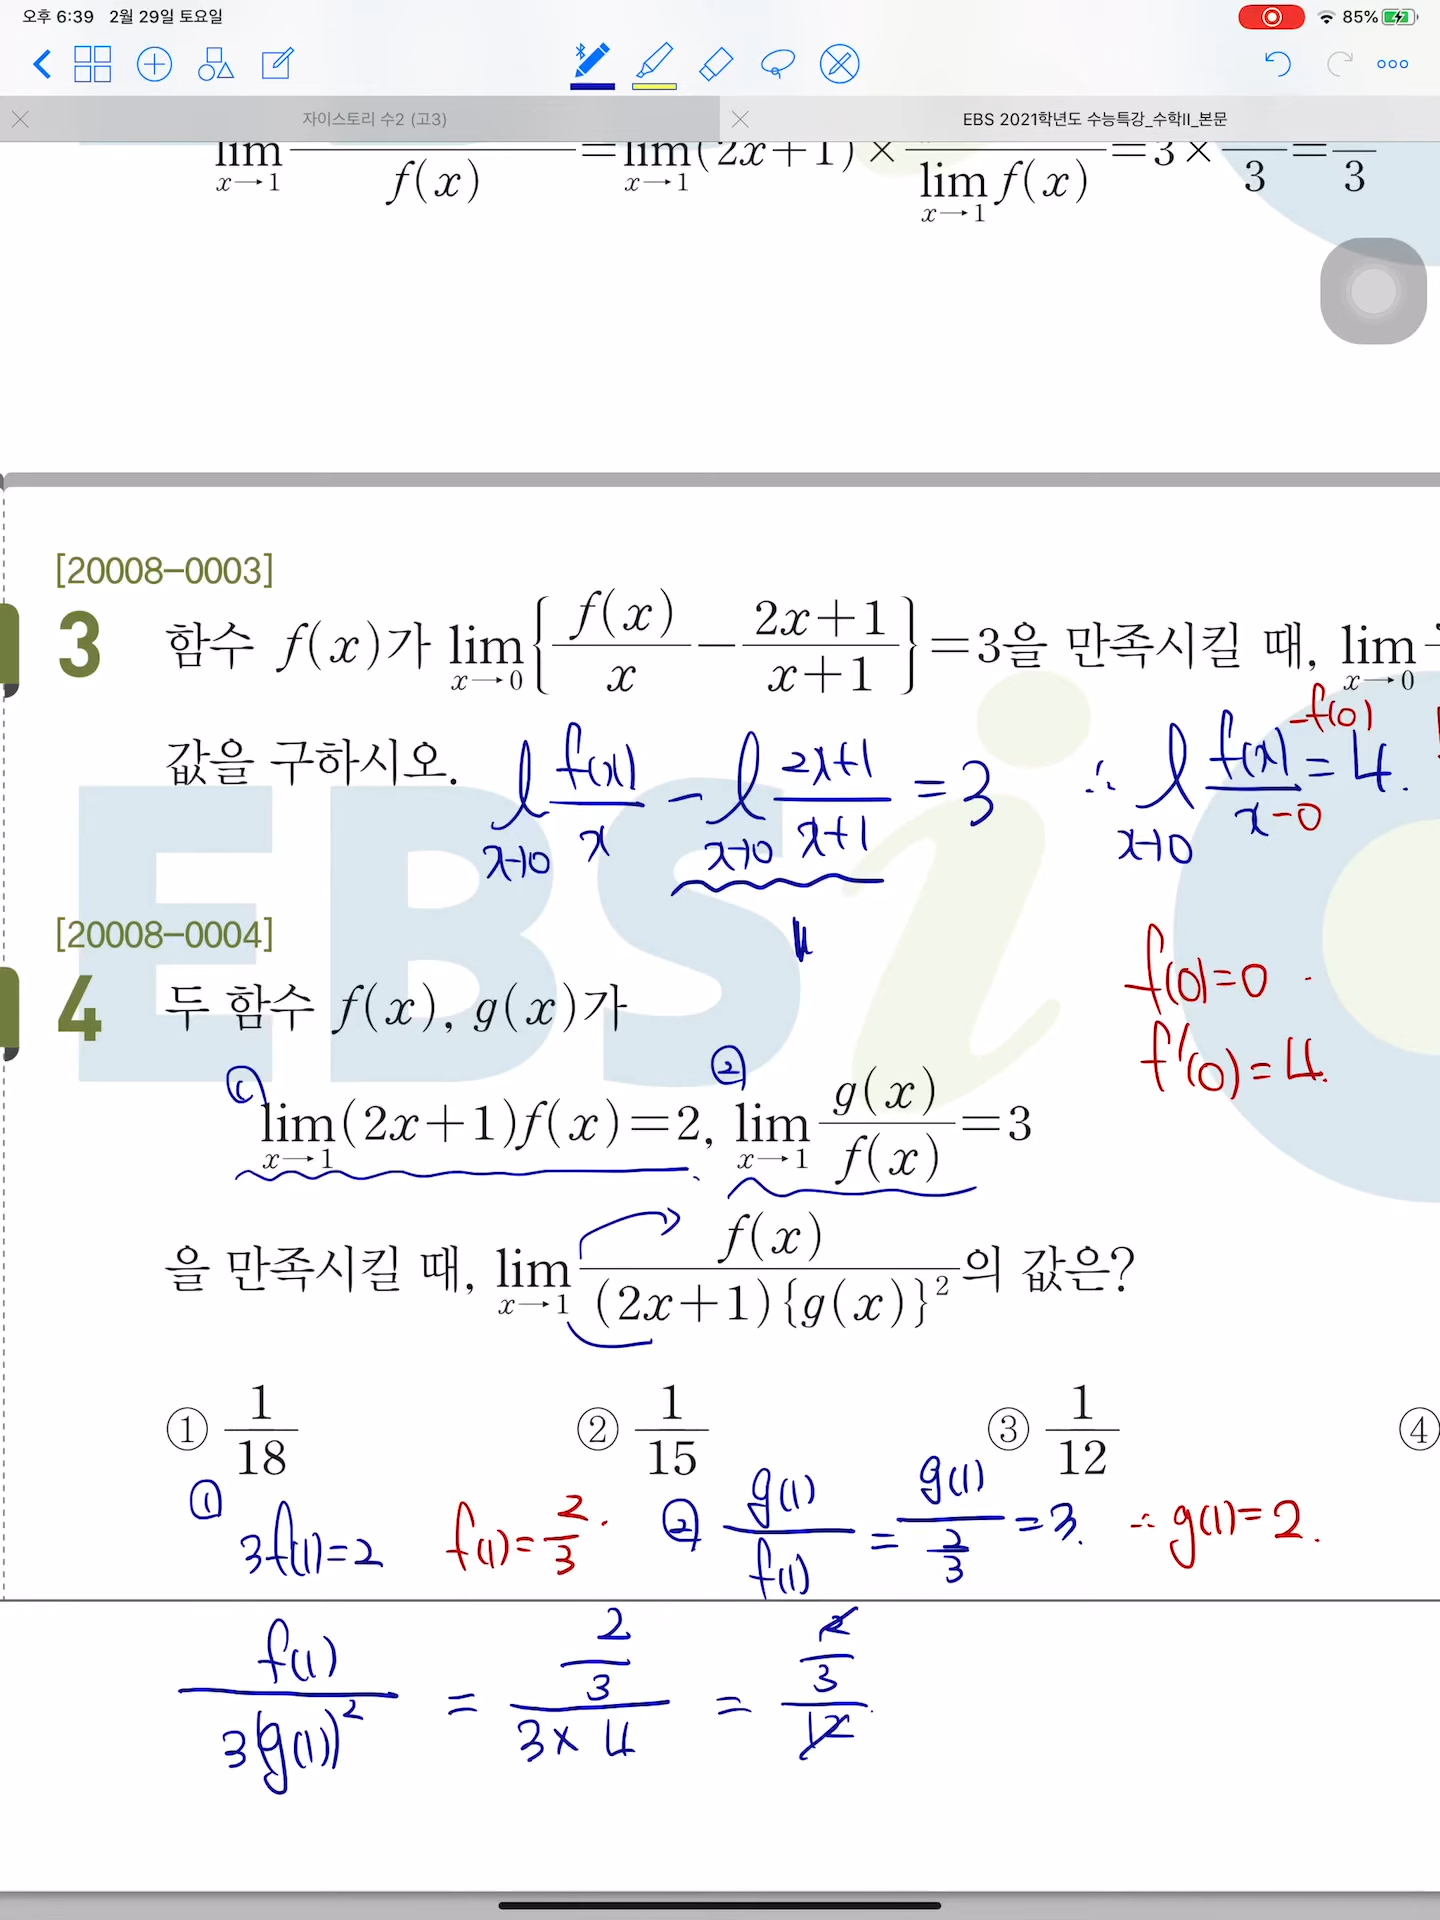 오후 6:39 2월 29일 토요일 85%
자이스토리 수2 (고3) EBS 2021학년도 수능특강_수학II_본문
lim x→1 f(x) = lim x→1 (2x+1) × lim x→1 f(x) = 3 × 3 = 3
[20008-0003]
3 함수 f(x)가 lim x→0 { f(x)/x − (2x+1)/(x+1) } = 3을 만족시킬 때, lim x→0
값을 구하시오.
l x→0 f(x)/x − l x→0 (2x+1)/(x+1) = 3 ∴ l x→0 (f(x) −f(0))/(x −0) = 4.
[20008-0004]
f(0)=0
4 두 함수 f(x), g(x)가
f'(0)=4.
① lim x→1 (2x+1)f(x)=2, ② lim x→1 g(x)/f(x) = 3
을 만족시킬 때, lim x→1 f(x)/((2x+1){g(x)}²)의 값은?
① 1/18 ② 1/15 ③ 1/12 ④
① 3f(1)=2 f(1)=2/3. ② g(1)/f(1) = g(1)/(2/3) = 3. ∴ g(1)=2.
f(1)/(3(g(1))²) = (2/3)/(3×4) = (2/3)/12
EBSi